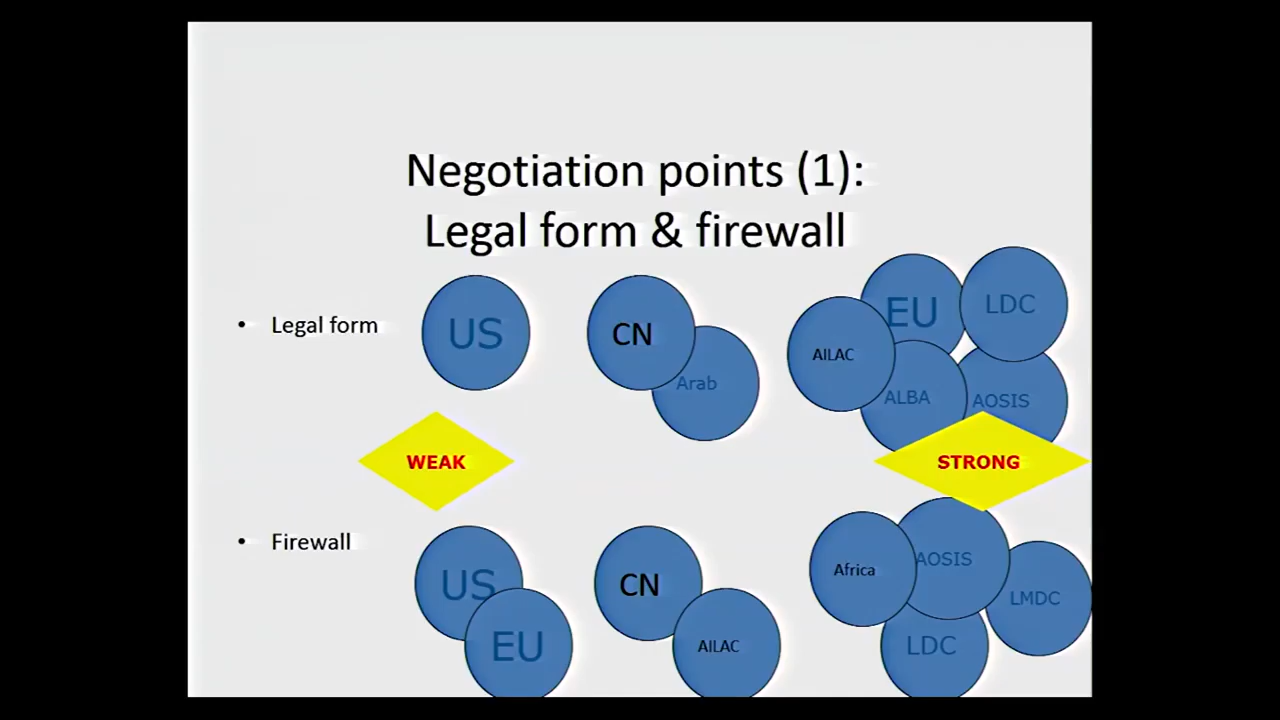 Negotiation points (1):
Legal form & firewall
• Legal form
US
CN
Arab
AILAC
EU
LDC
ALBA
AOSIS
WEAK
STRONG
• Firewall
US
EU
CN
AILAC
Africa
AOSIS
LMDC
LDC